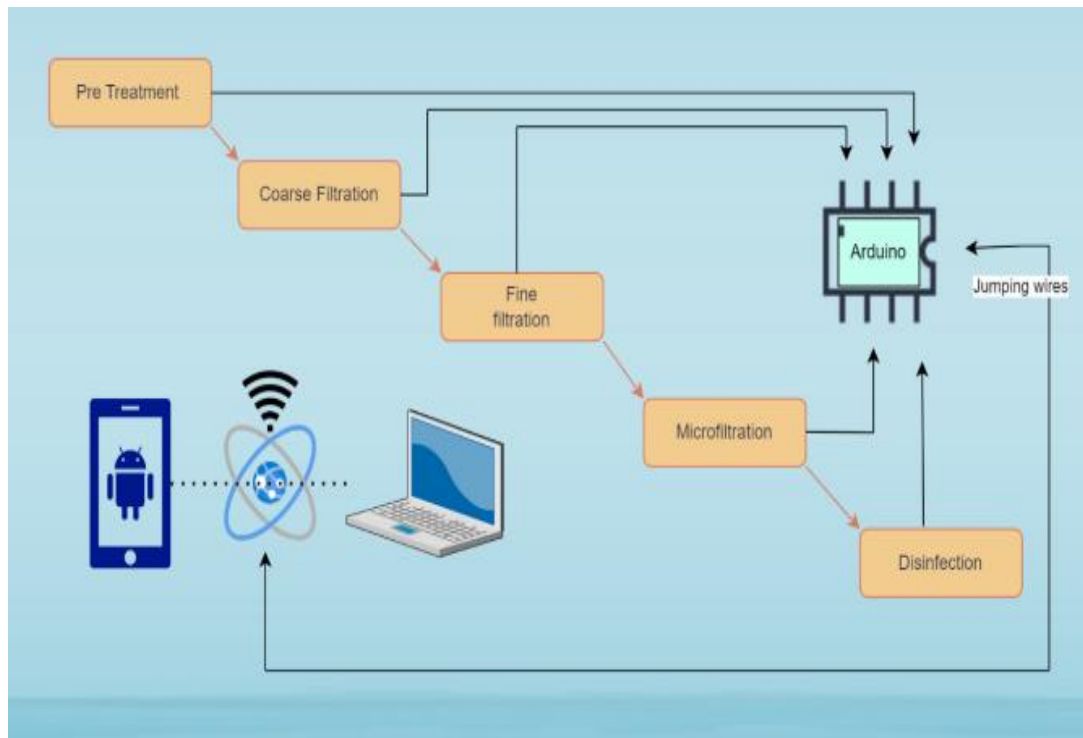 Pre Treatment
Coarse Filtration
Arduino
Jumping wires
Fine
filtration
Microfiltration
Disinfection